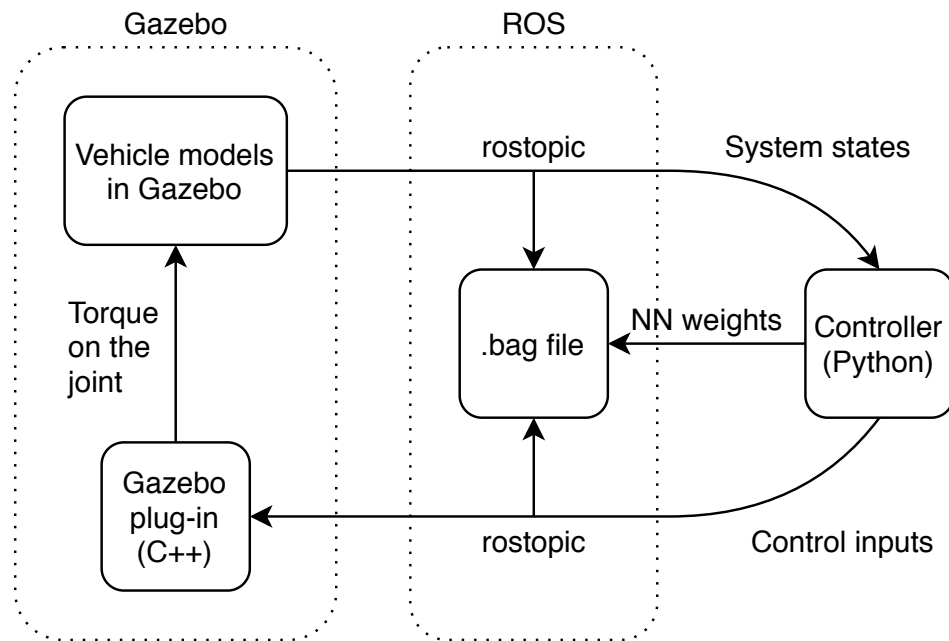 Gazebo
ROS
Vehicle models
in Gazebo
rostopic
System states
Torque
on the
joint
.bag file
NN weights
Controller
(Python)
Gazebo
plug-in
(C++)
rostopic
Control inputs